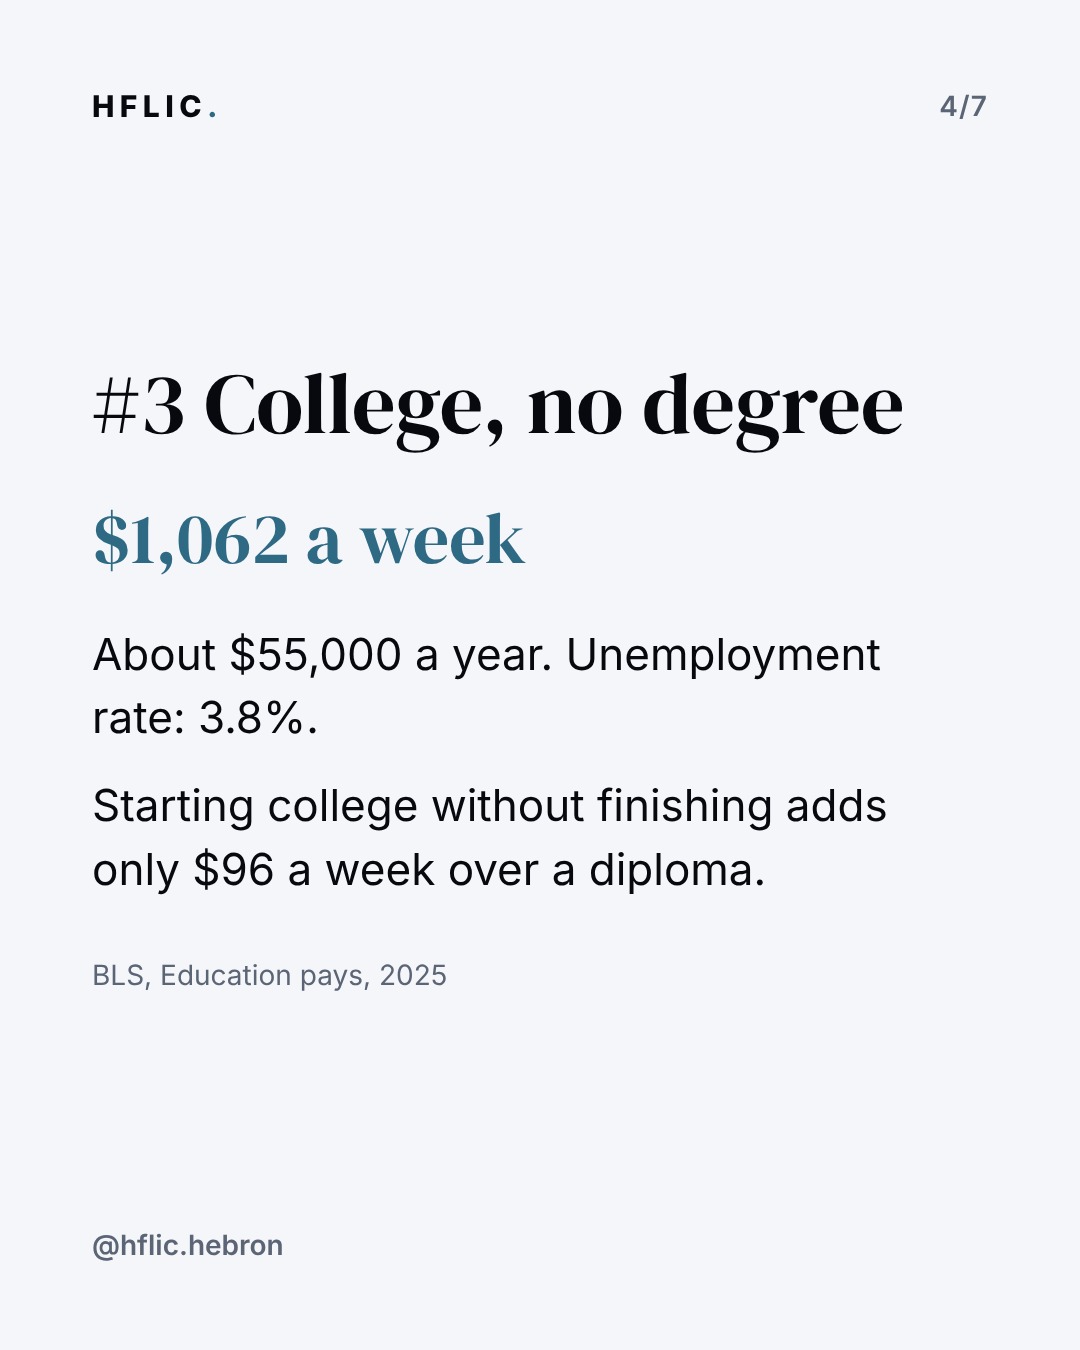 HFLIC.
4/7
#3 College, no degree
$1,062 a week
About $55,000 a year. Unemployment
rate: 3.8%.
Starting college without finishing adds
only $96 a week over a diploma.
BLS, Education pays, 2025
@hflic.hebron